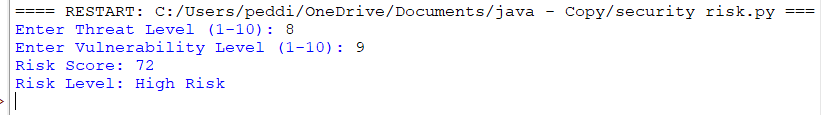 ==== RESTART: C:/Users/peddi/OneDrive/Documents/java - Copy/security risk.py ===
Enter Threat Level (1-10): 8
Enter Vulnerability Level (1-10): 9
Risk Score: 72
Risk Level: High Risk
>